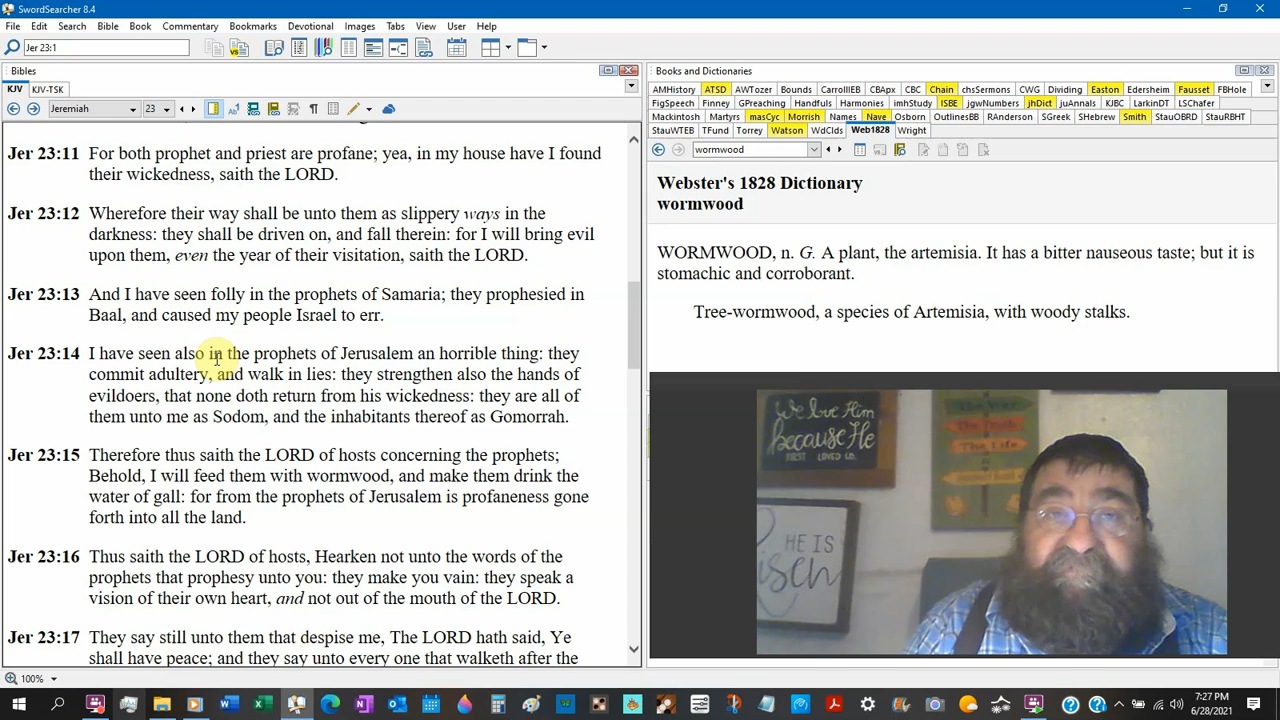 SwordSearcher 8.4
File Edit Search Bible Book Commentary Bookmarks Devotional Images Tabs View User Help
Jer 23:1
Bibles
KJV KJV-TSK
Jeremiah 23
Jer 23:11 For both prophet and priest are profane; yea, in my house have I found
their wickedness, saith the LORD.
Jer 23:12 Wherefore their way shall be unto them as slippery ways in the
darkness: they shall be driven on, and fall therein: for I will bring evil
upon them, even the year of their visitation, saith the LORD.
Jer 23:13 And I have seen folly in the prophets of Samaria; they prophesied in
Baal, and caused my people Israel to err.
Jer 23:14 I have seen also in the prophets of Jerusalem an horrible thing: they
commit adultery, and walk in lies: they strengthen also the hands of
evildoers, that none doth return from his wickedness: they are all of
them unto me as Sodom, and the inhabitants thereof as Gomorrah.
Jer 23:15 Therefore thus saith the LORD of hosts concerning the prophets;
Behold, I will feed them with wormwood, and make them drink the
water of gall: for from the prophets of Jerusalem is profaneness gone
forth into all the land.
Jer 23:16 Thus saith the LORD of hosts, Hearken not unto the words of the
prophets that prophesy unto you: they make you vain: they speak a
vision of their own heart, and not out of the mouth of the LORD.
Jer 23:17 They say still unto them that despise me, The LORD hath said, Ye
shall have peace; and they say unto every one that walketh after the
100%
Books and Dictionaries
AMHistory ATSD AWTozer Bounds CarrollIEB CBApx CBC Chain chsSermons CWG Dividing Easton Edersheim Fausset FBHole
FigSpeech Finney GPreaching Handfuls Harmonies imhStudy ISBE jgwNumbers jhDict juAnnals KJBC LarkinDT LSChafer
Mackintosh Martyrs masCyc Morrish Names Nave Osborn OutlinesBB RAnderson SGreek SHebrew Smith StauOBRD StauRBHT
StauWTEB TFund Torrey Watson WdClds Web1828 Wright
wormwood
Webster's 1828 Dictionary
wormwood
WORMWOOD, n. G. A plant, the artemisia. It has a bitter nauseous taste; but it is
stomachic and corroborant.
Tree-wormwood, a species of Artemisia, with woody stalks.
We love Him
because He
FIRST LOVED US
HE IS
Risen
The Way
The Truth
The Life
7:27 PM
6/28/2021